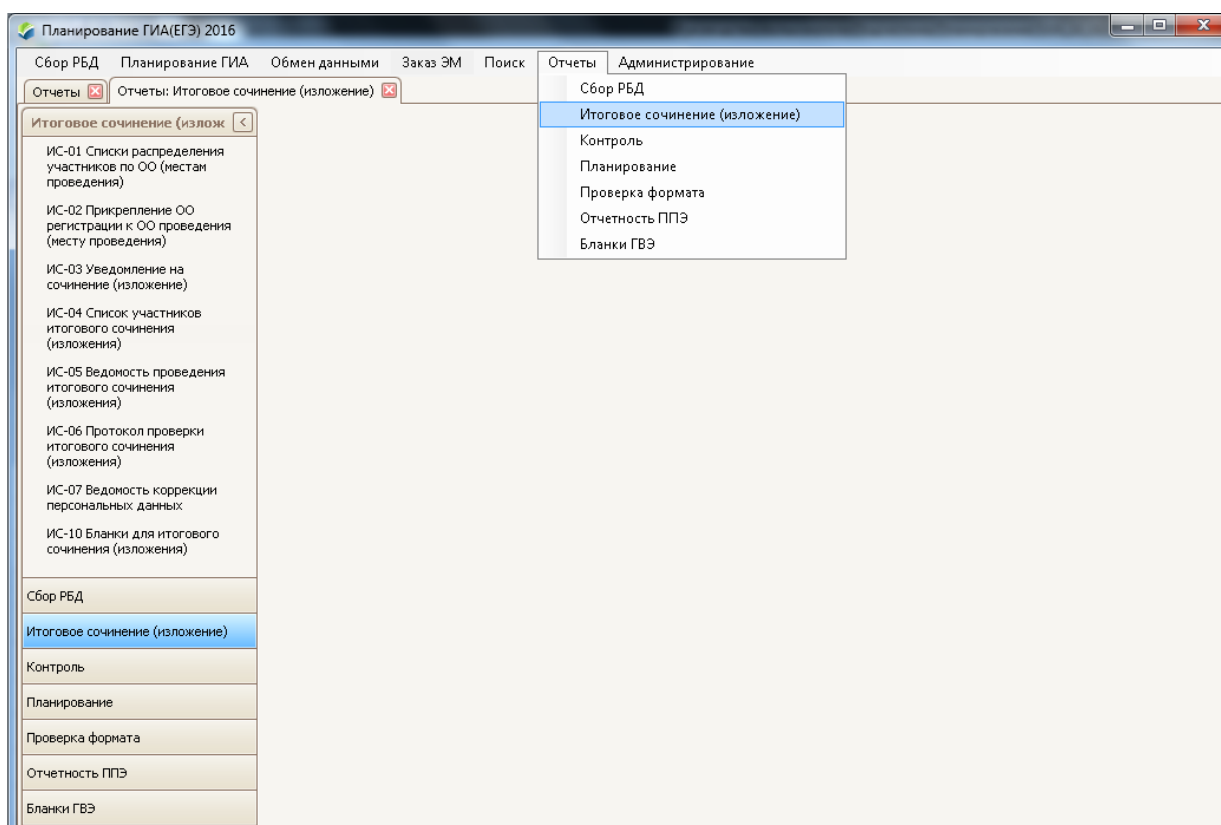 Планирование ГИА(ЕГЭ) 2016
Сбор РБД Планирование ГИА Обмен данными Заказ ЭМ Поиск Отчеты Администрирование
Отчеты Отчеты: Итоговое сочинение (изложение)
Сбор РБД
Итоговое сочинение (изложение)
Контроль
Планирование
Проверка формата
Отчетность ППЭ
Бланки ГВЭ
Итоговое сочинение (излож
ИС-01 Списки распределения
участников по ОО (местам
проведения)
ИС-02 Прикрепление ОО
регистрации к ОО проведения
(месту проведения)
ИС-03 Уведомление на
сочинение (изложение)
ИС-04 Список участников
итогового сочинения
(изложения)
ИС-05 Ведомость проведения
итогового сочинения
(изложения)
ИС-06 Протокол проверки
итогового сочинения
(изложения)
ИС-07 Ведомость коррекции
персональных данных
ИС-10 Бланки для итогового
сочинения (изложения)
Сбор РБД
Итоговое сочинение (изложение)
Контроль
Планирование
Проверка формата
Отчетность ППЭ
Бланки ГВЭ